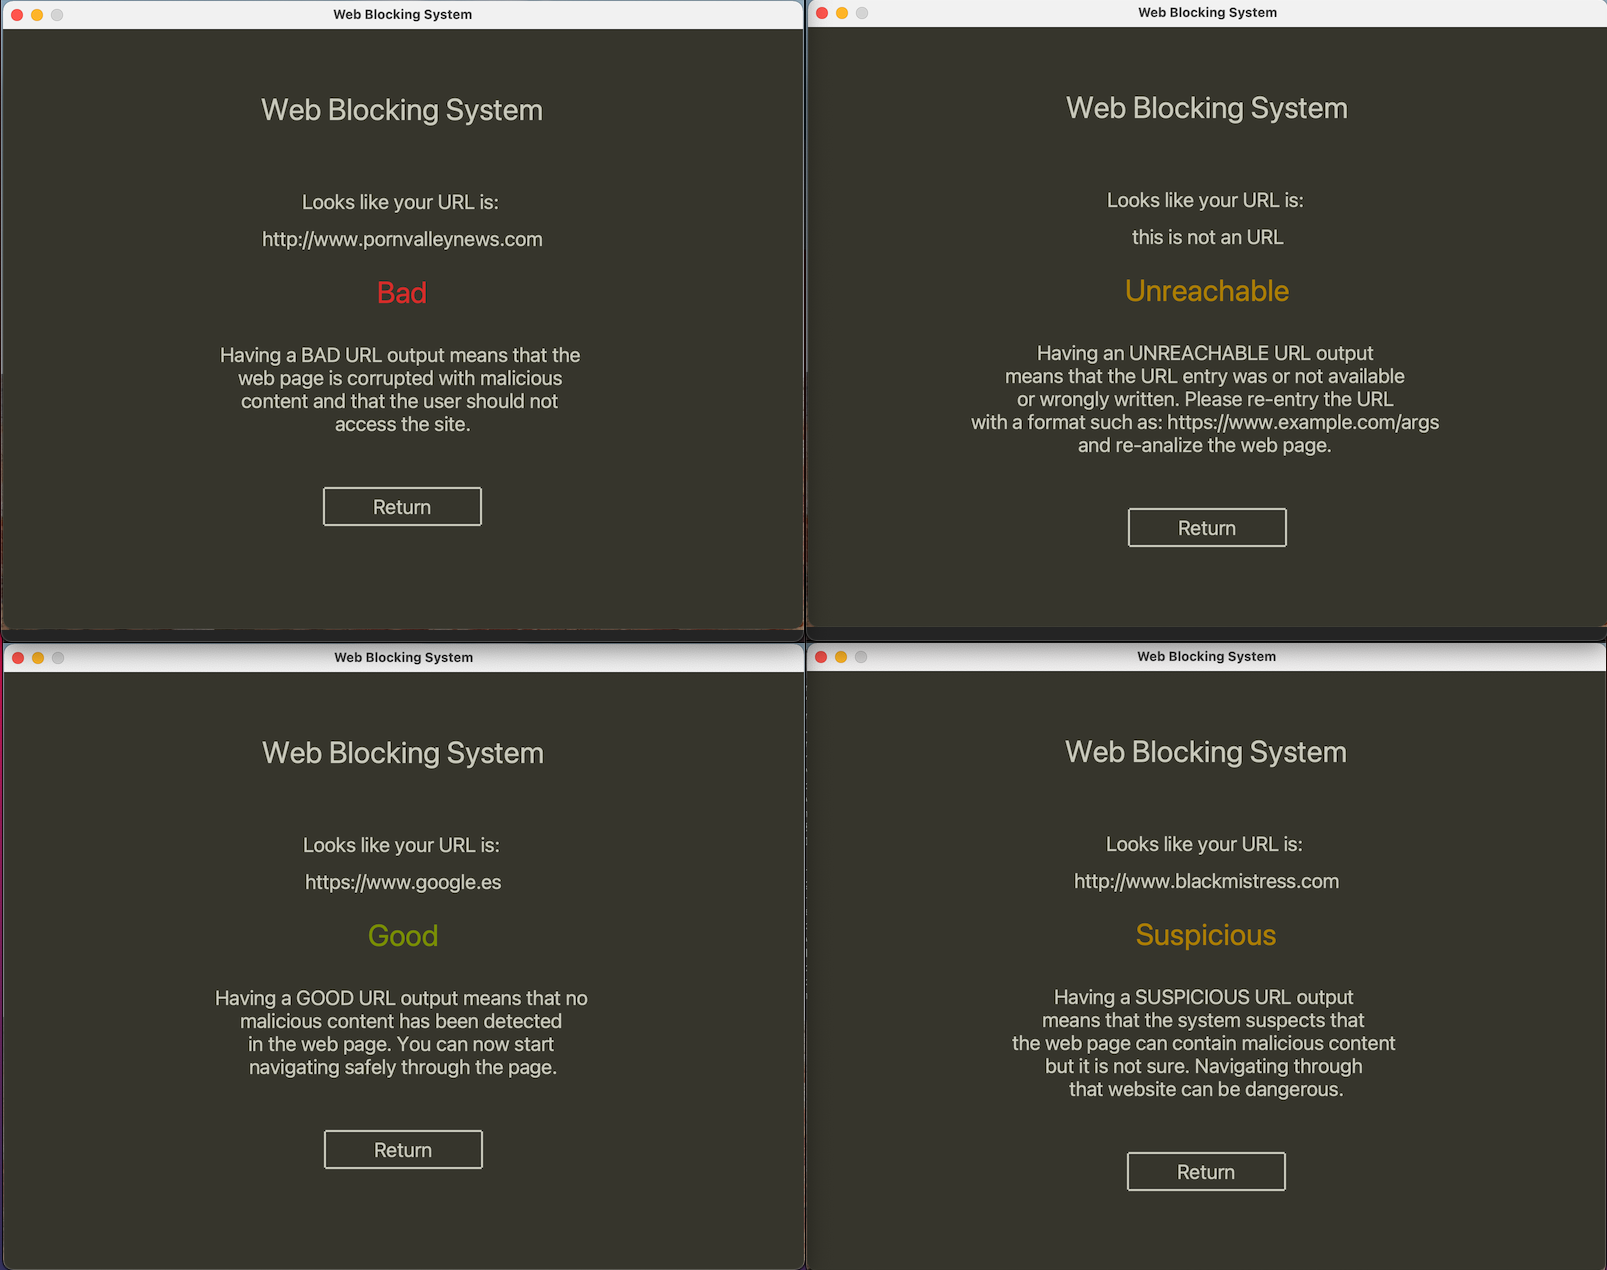 Web Blocking System
Web Blocking System
Looks like your URL is:
http://www.pornvalleynews.com
Bad
Having a BAD URL output means that the
web page is corrupted with malicious
content and that the user should not
access the site.
Return
Web Blocking System
Web Blocking System
Looks like your URL is:
this is not an URL
Unreachable
Having an UNREACHABLE URL output
means that the URL entry was or not available
or wrongly written. Please re-entry the URL
with a format such as: https://www.example.com/args
and re-analize the web page.
Return
Web Blocking System
Web Blocking System
Looks like your URL is:
https://www.google.es
Good
Having a GOOD URL output means that no
malicious content has been detected
in the web page. You can now start
navigating safely through the page.
Return
Web Blocking System
Web Blocking System
Looks like your URL is:
http://www.blackmistress.com
Suspicious
Having a SUSPICIOUS URL output
means that the system suspects that
the web page can contain malicious content
but it is not sure. Navigating through
that website can be dangerous.
Return